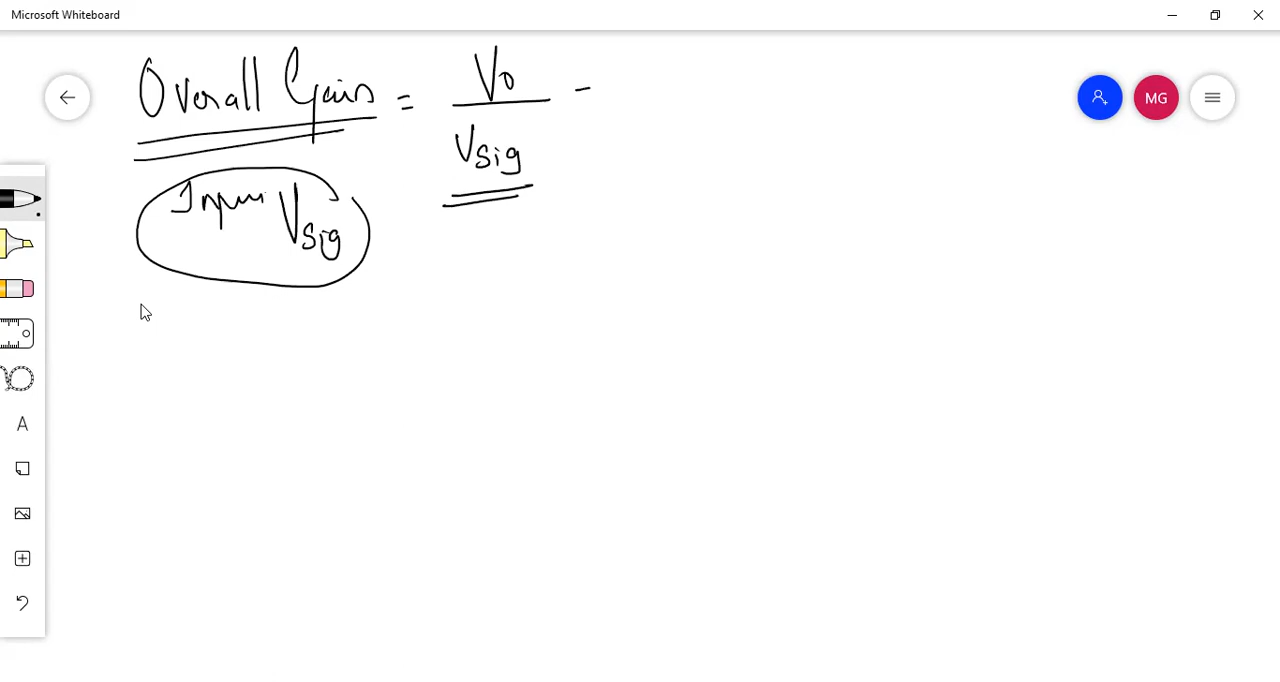 Microsoft Whiteboard
Overall Gain = Vo / Vsig -
MG
Input Vsig
A